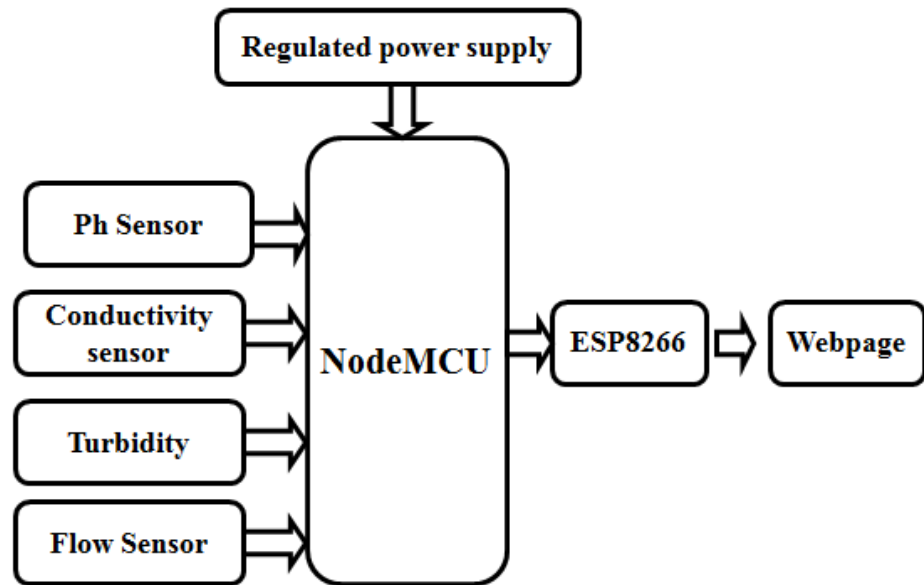 Regulated power supply
Ph Sensor
Conductivity
sensor
Turbidity
Flow Sensor
NodeMCU
ESP8266
Webpage